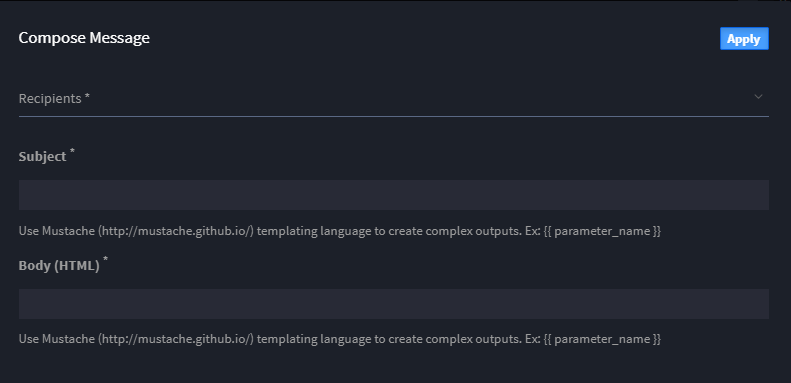 Compose Message
Apply
Recipients *
Subject *
Use Mustache (http://mustache.github.io/) templating language to create complex outputs. Ex: {{ parameter_name }}
Body (HTML) *
Use Mustache (http://mustache.github.io/) templating language to create complex outputs. Ex: {{ parameter_name }}